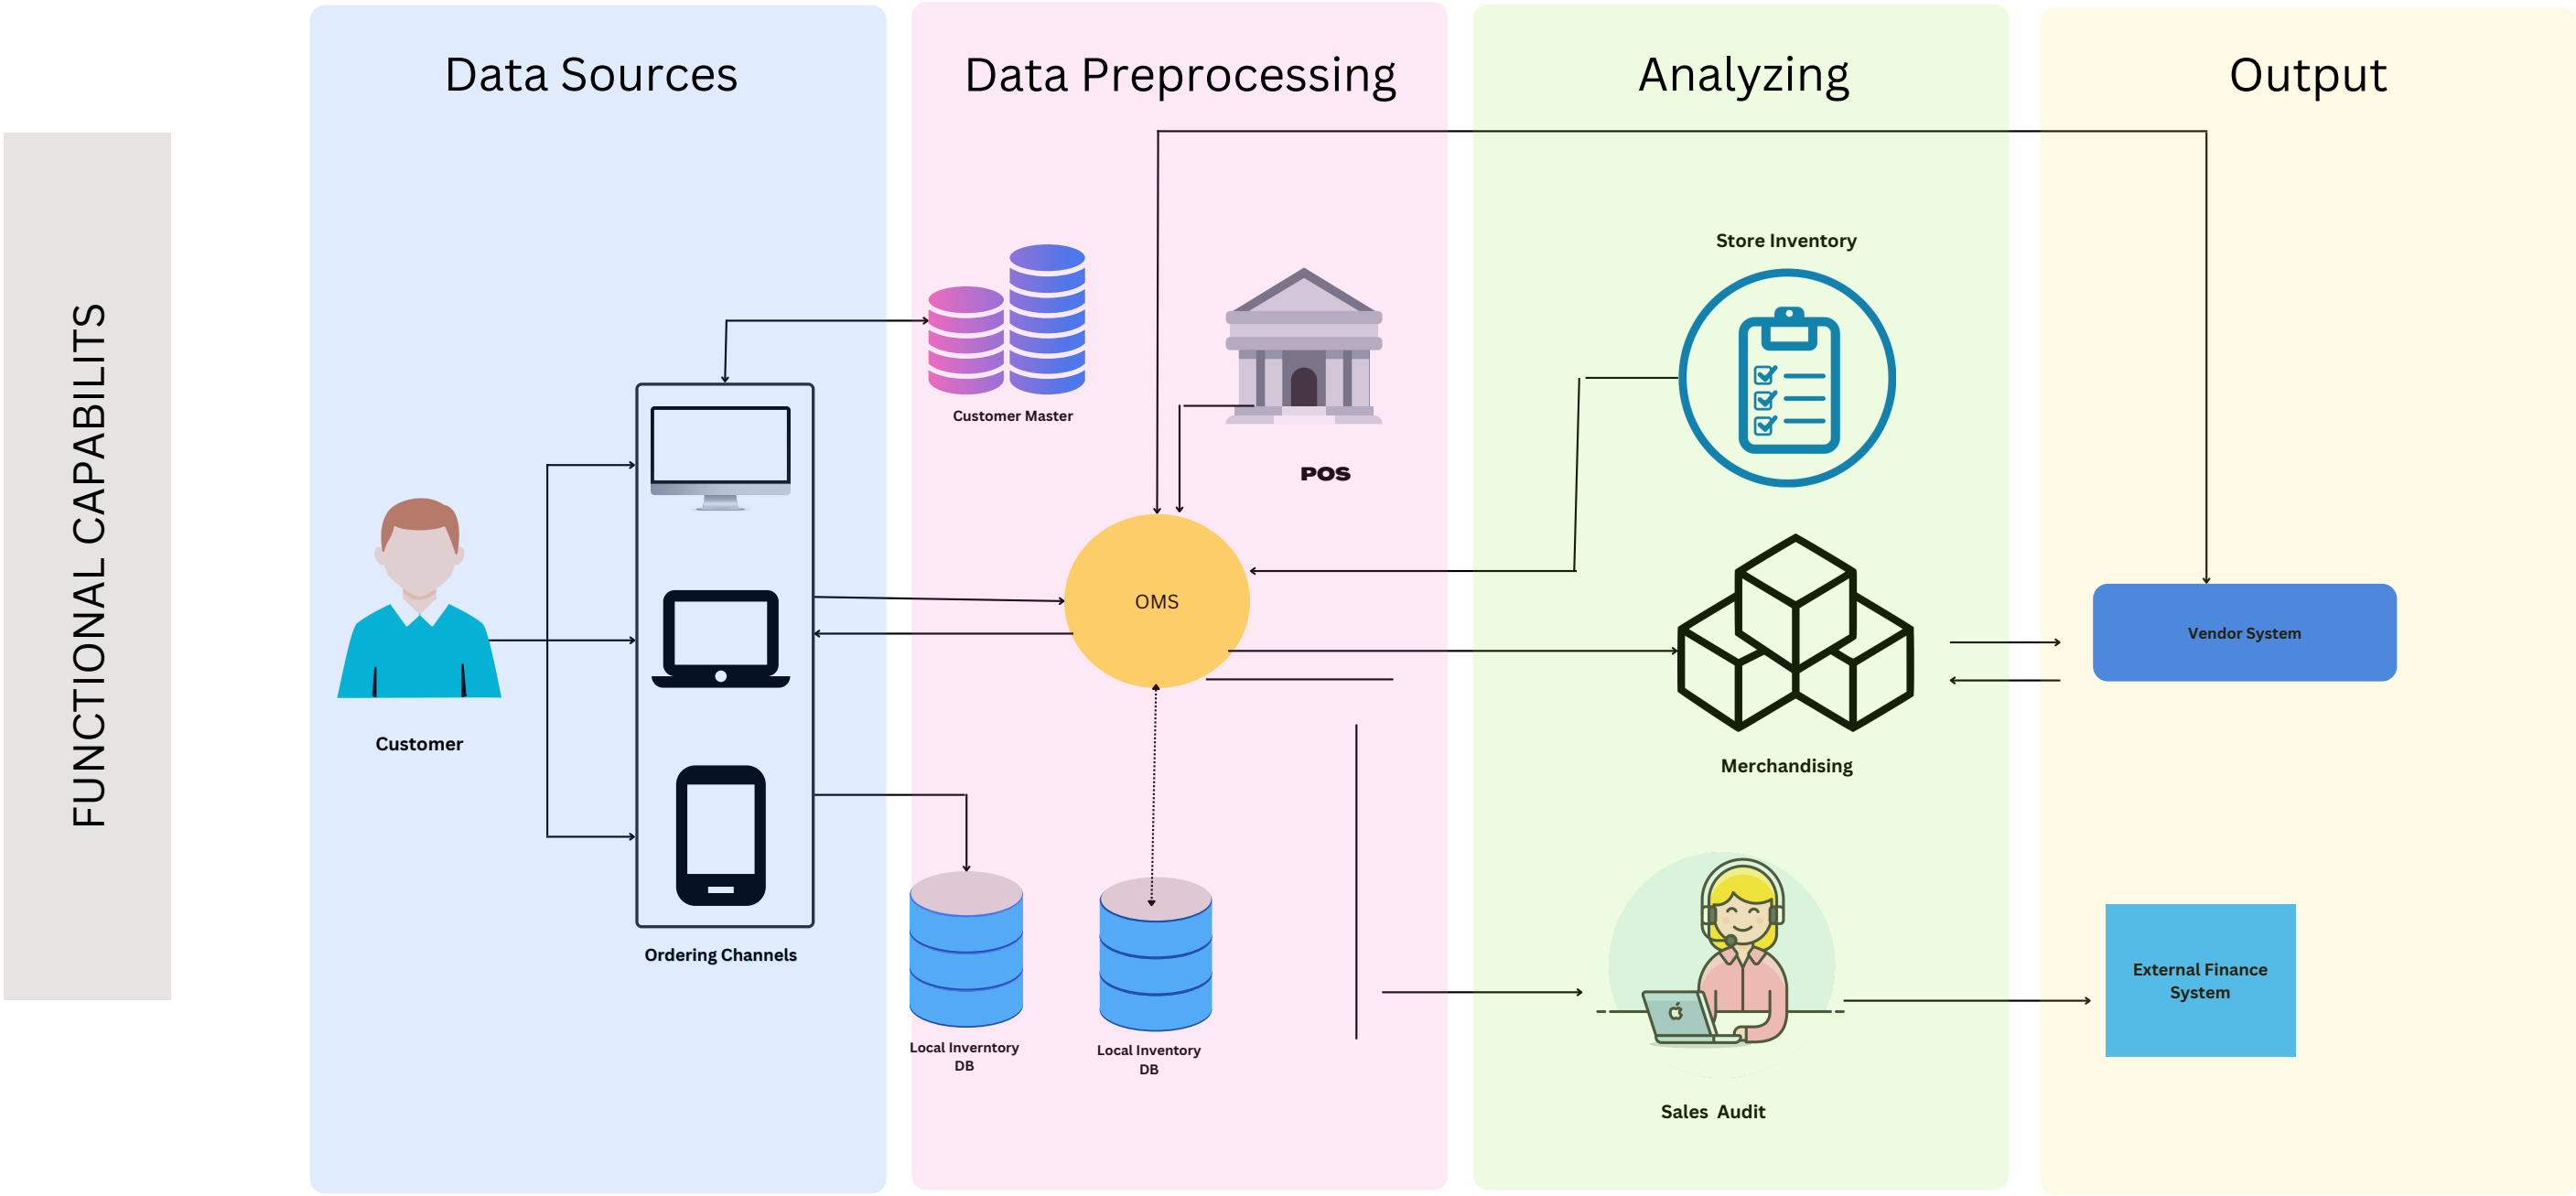 FUNCTIONAL CAPABILITS
Data Sources
Data Preprocessing
Analyzing
Output
Store Inventory
Customer Master
POS
OMS
Vendor System
Customer
Merchandising
Ordering Channels
External Finance
System
Local Inverntory
DB
Local Inventory
DB
Sales Audit